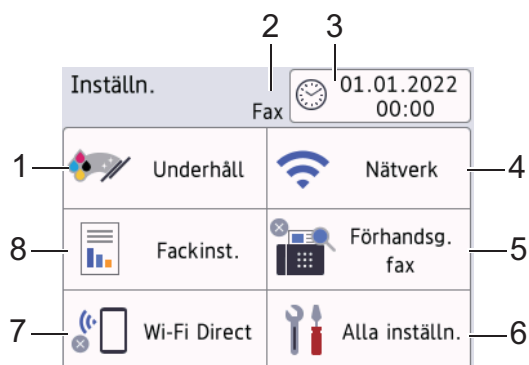 2 3
Inställn.
Fax
01.01.2022
00:00
1 Underhåll Nätverk 4
8 Fackinst. Förhandsg.
fax 5
7 Wi-Fi Direct Alla inställn. 6